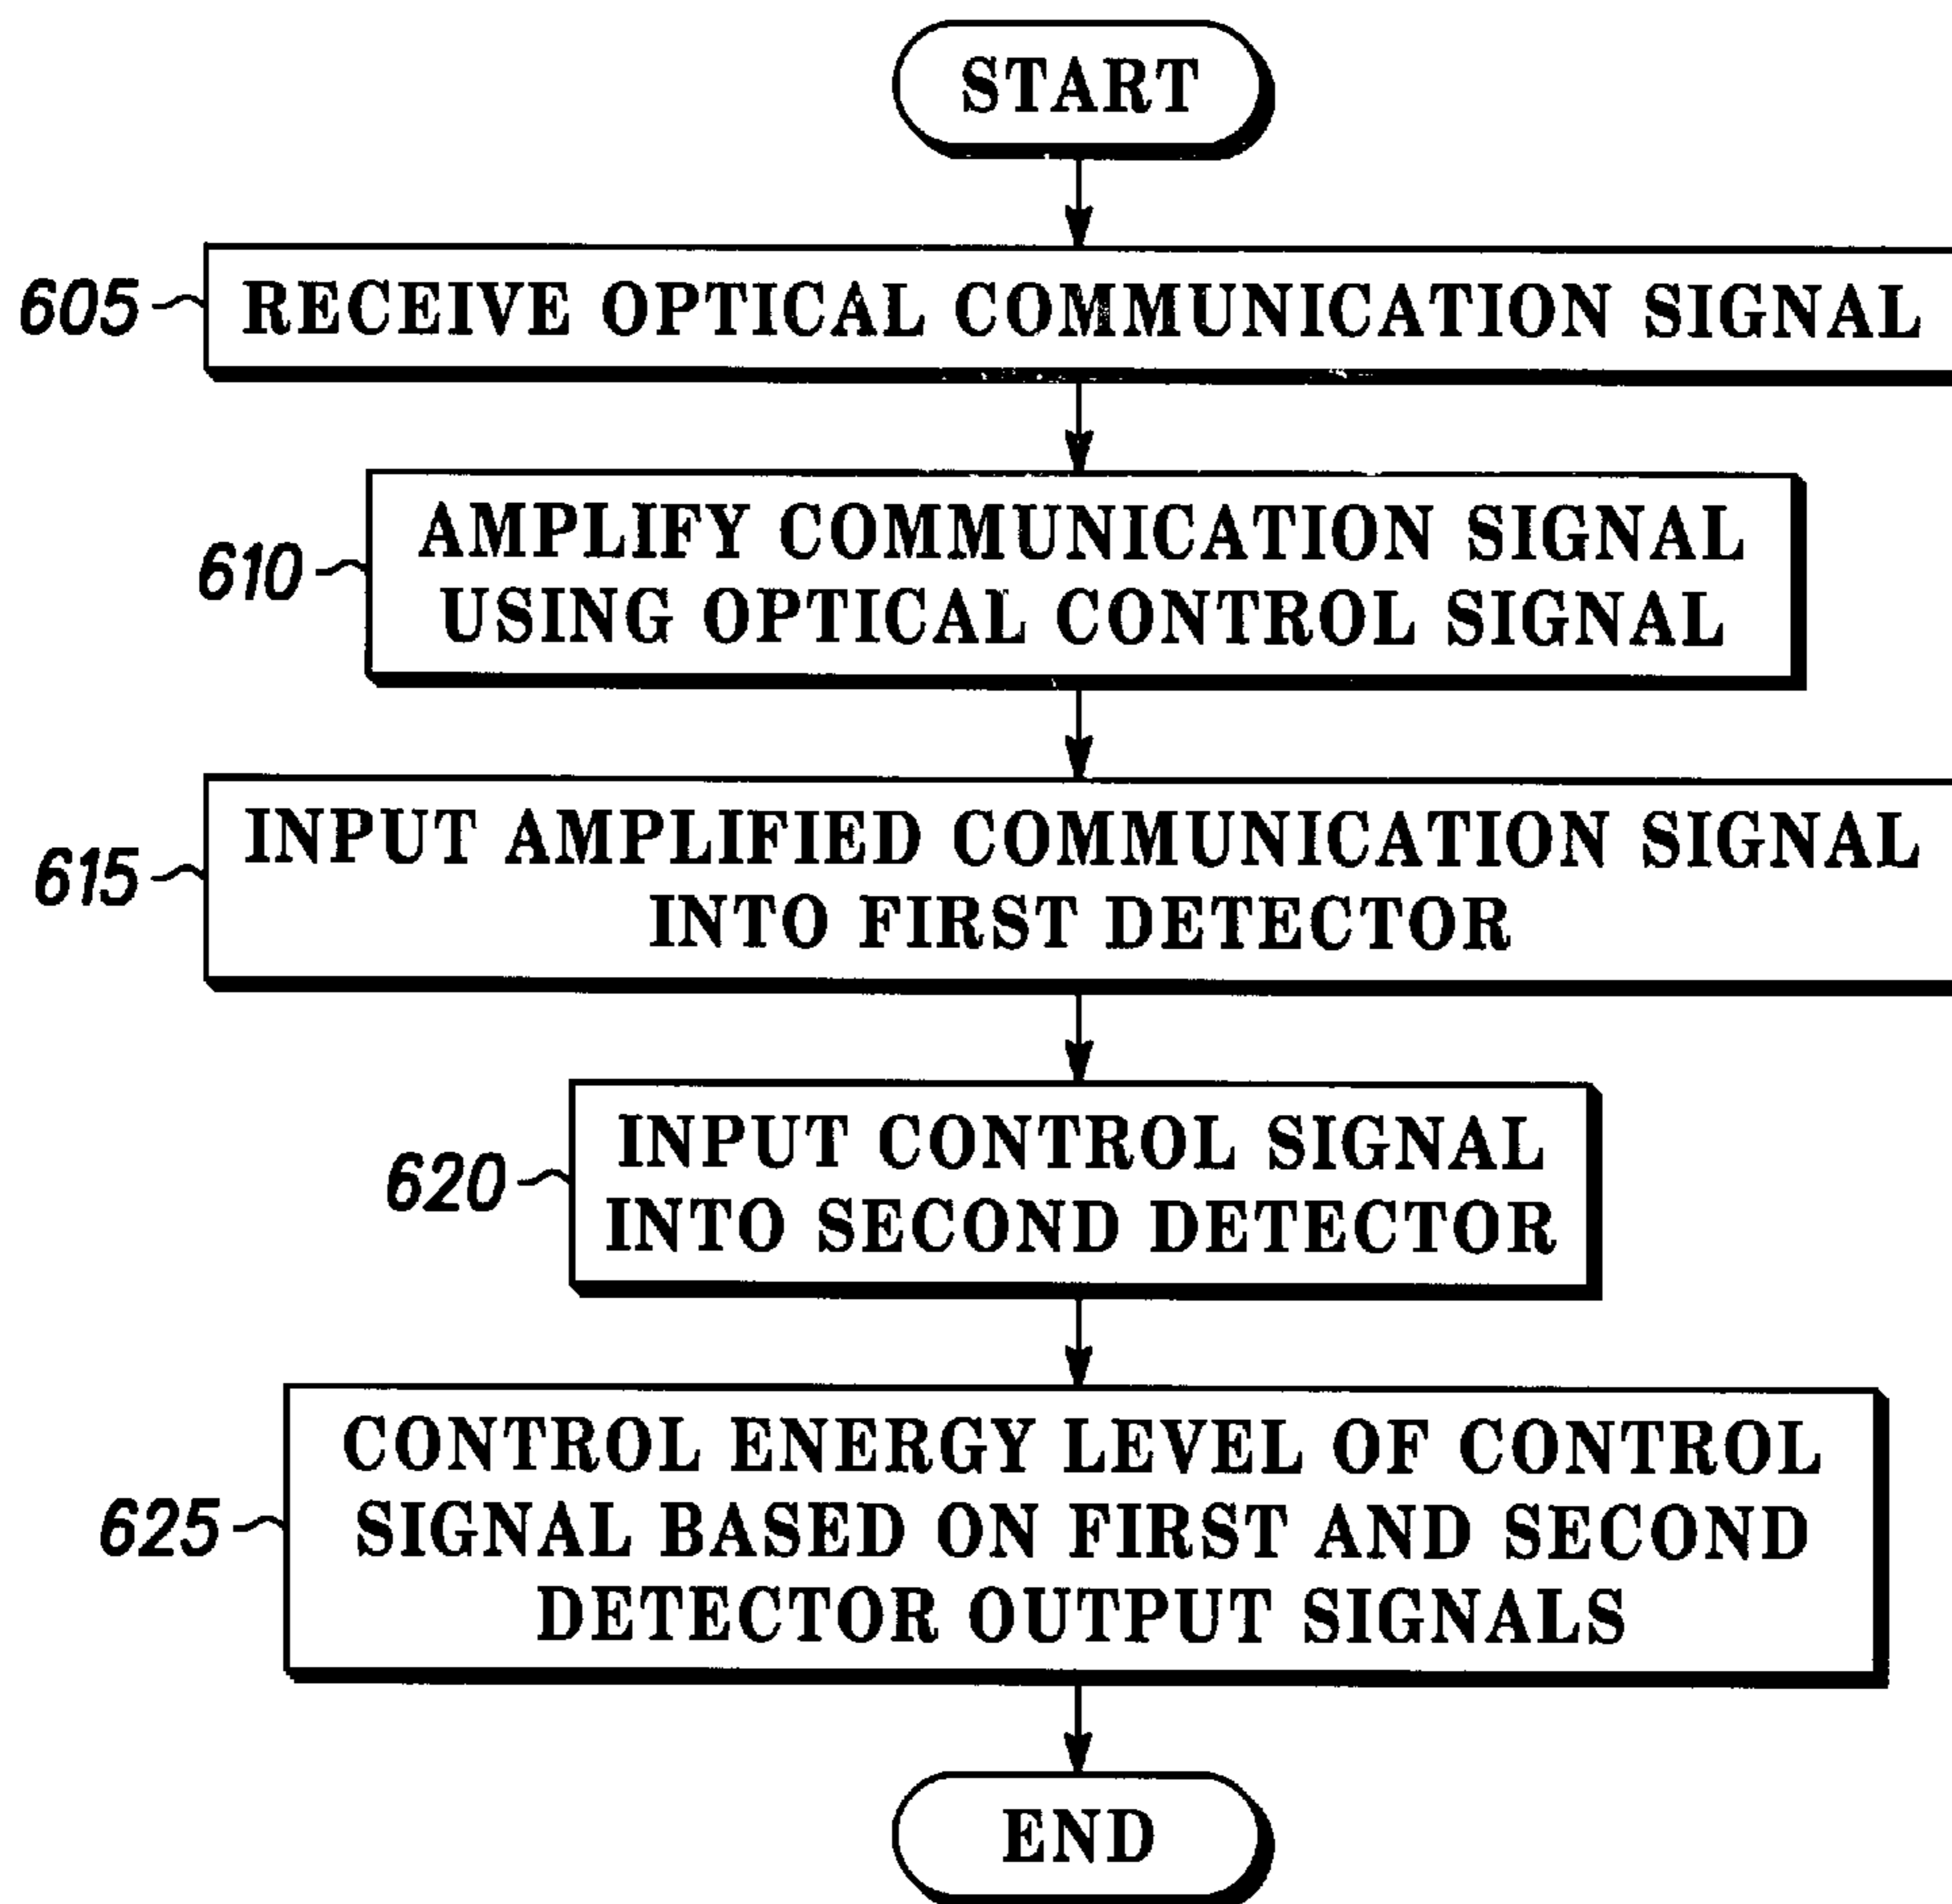 START
605
RECEIVE OPTICAL COMMUNICATION SIGNAL
610
AMPLIFY COMMUNICATION SIGNAL
USING OPTICAL CONTROL SIGNAL
615
INPUT AMPLIFIED COMMUNICATION SIGNAL
INTO FIRST DETECTOR
620
INPUT CONTROL SIGNAL
INTO SECOND DETECTOR
625
CONTROL ENERGY LEVEL OF CONTROL
SIGNAL BASED ON FIRST AND SECOND
DETECTOR OUTPUT SIGNALS
END